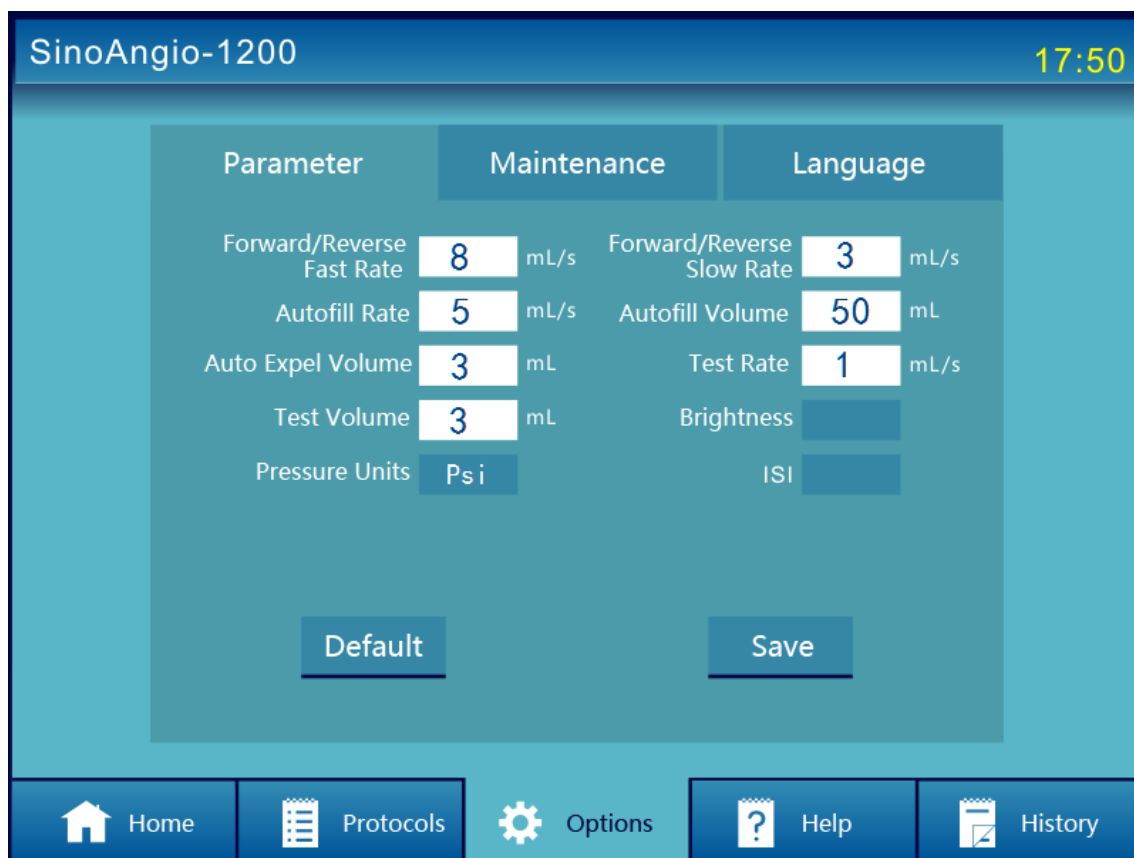 SinoAngio-1200
17:50
Parameter Maintenance Language
Forward/Reverse
Fast Rate 8 mL/s
Forward/Reverse
Slow Rate 3 mL/s
Autofill Rate 5 mL/s Autofill Volume 50 mL
Auto Expel Volume 3 mL Test Rate 1 mL/s
Test Volume 3 mL Brightness
Pressure Units Psi ISI
Default Save
Home Protocols Options Help History